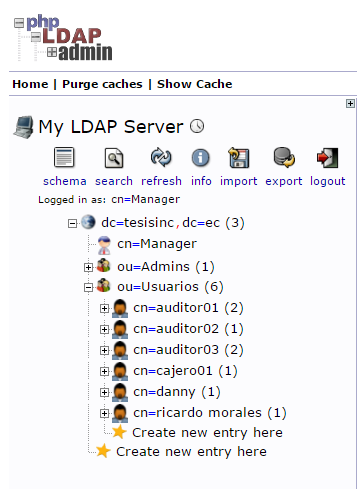 php
LDAP
admin
Home | Purge caches | Show Cache
My LDAP Server
schema search refresh info import export logout
Logged in as: cn=Manager
dc=tesisinc,dc=ec (3)
cn=Manager
ou=Admins (1)
ou=Usuarios (6)
cn=auditor01 (2)
cn=auditor02 (1)
cn=auditor03 (2)
cn=cajero01 (1)
cn=danny (1)
cn=ricardo morales (1)
Create new entry here
Create new entry here